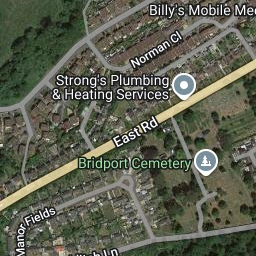 Billy's Mobile Me
Norman Cl
Strong's Plumbing
& Heating Services
East Rd
Bridport Cemetery
Manor Fields